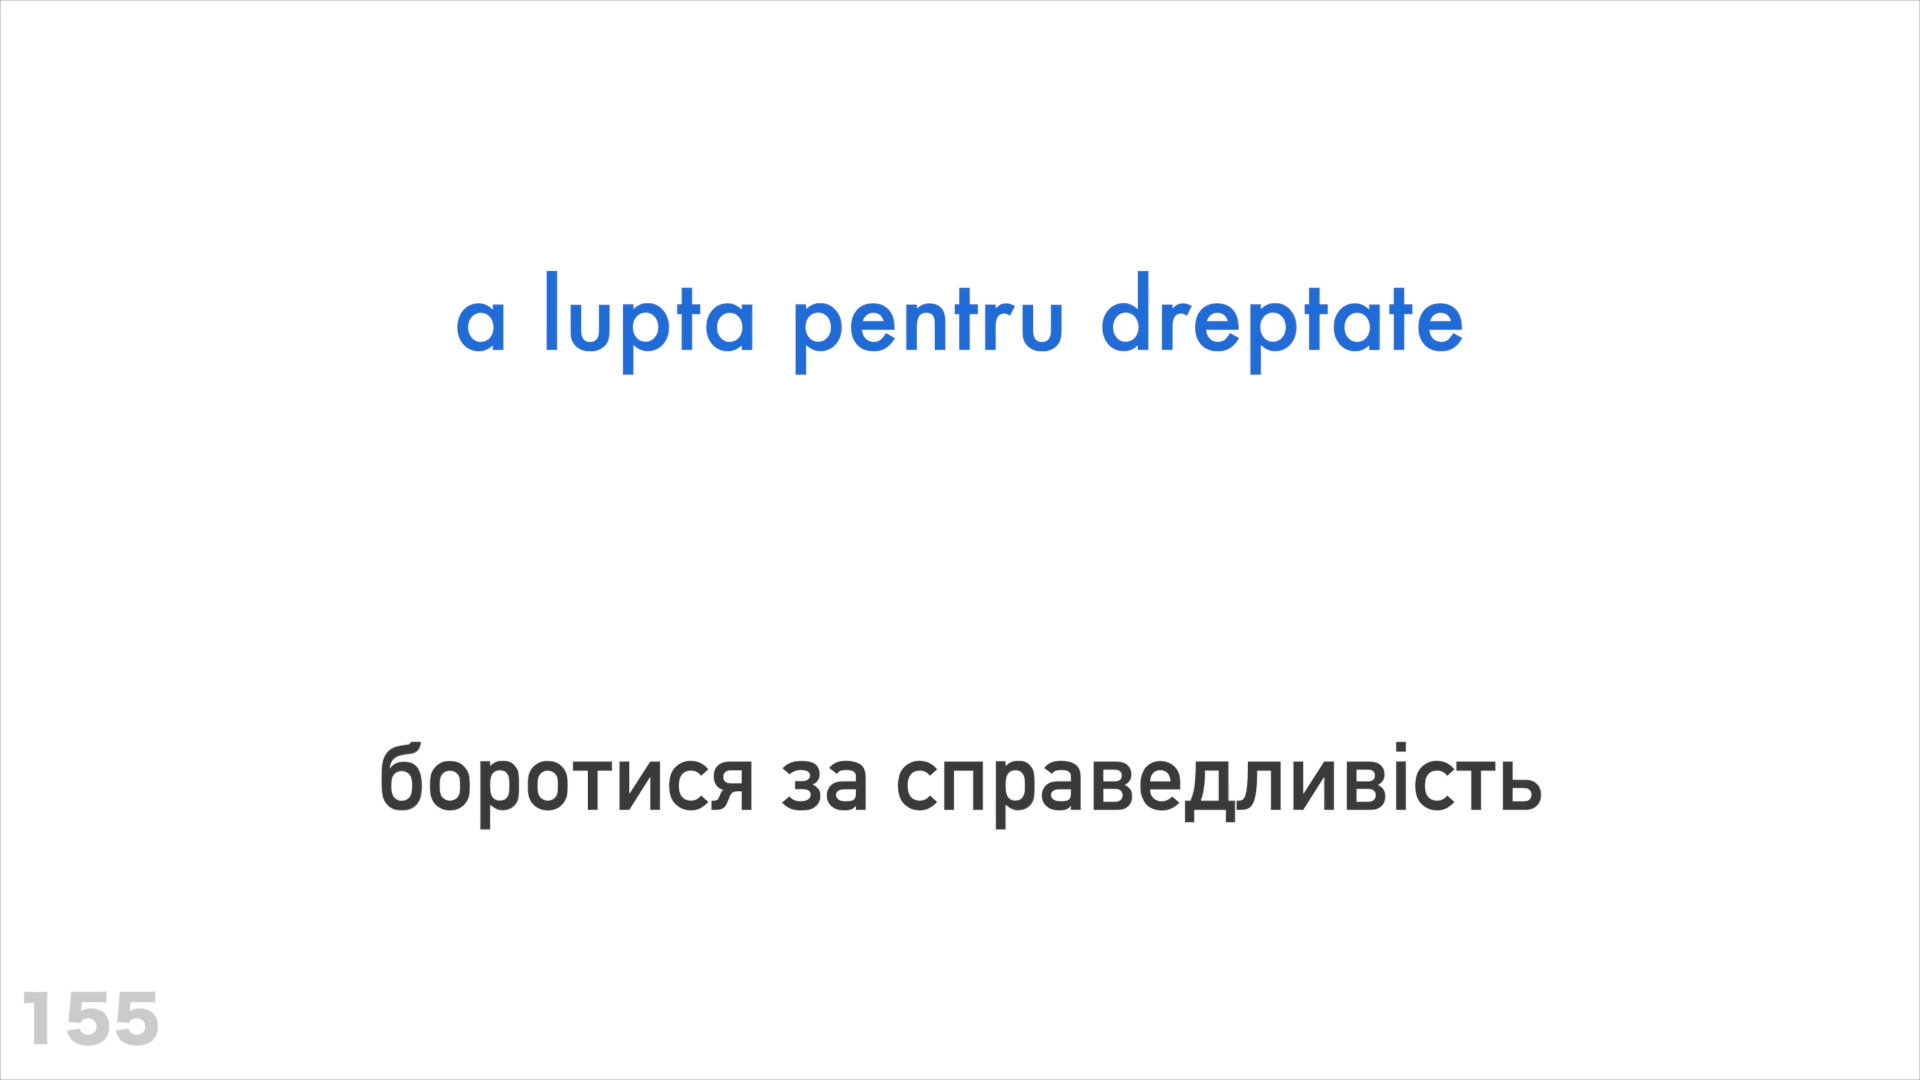 a lupta pentru dreptate
боротися за справедливість
155